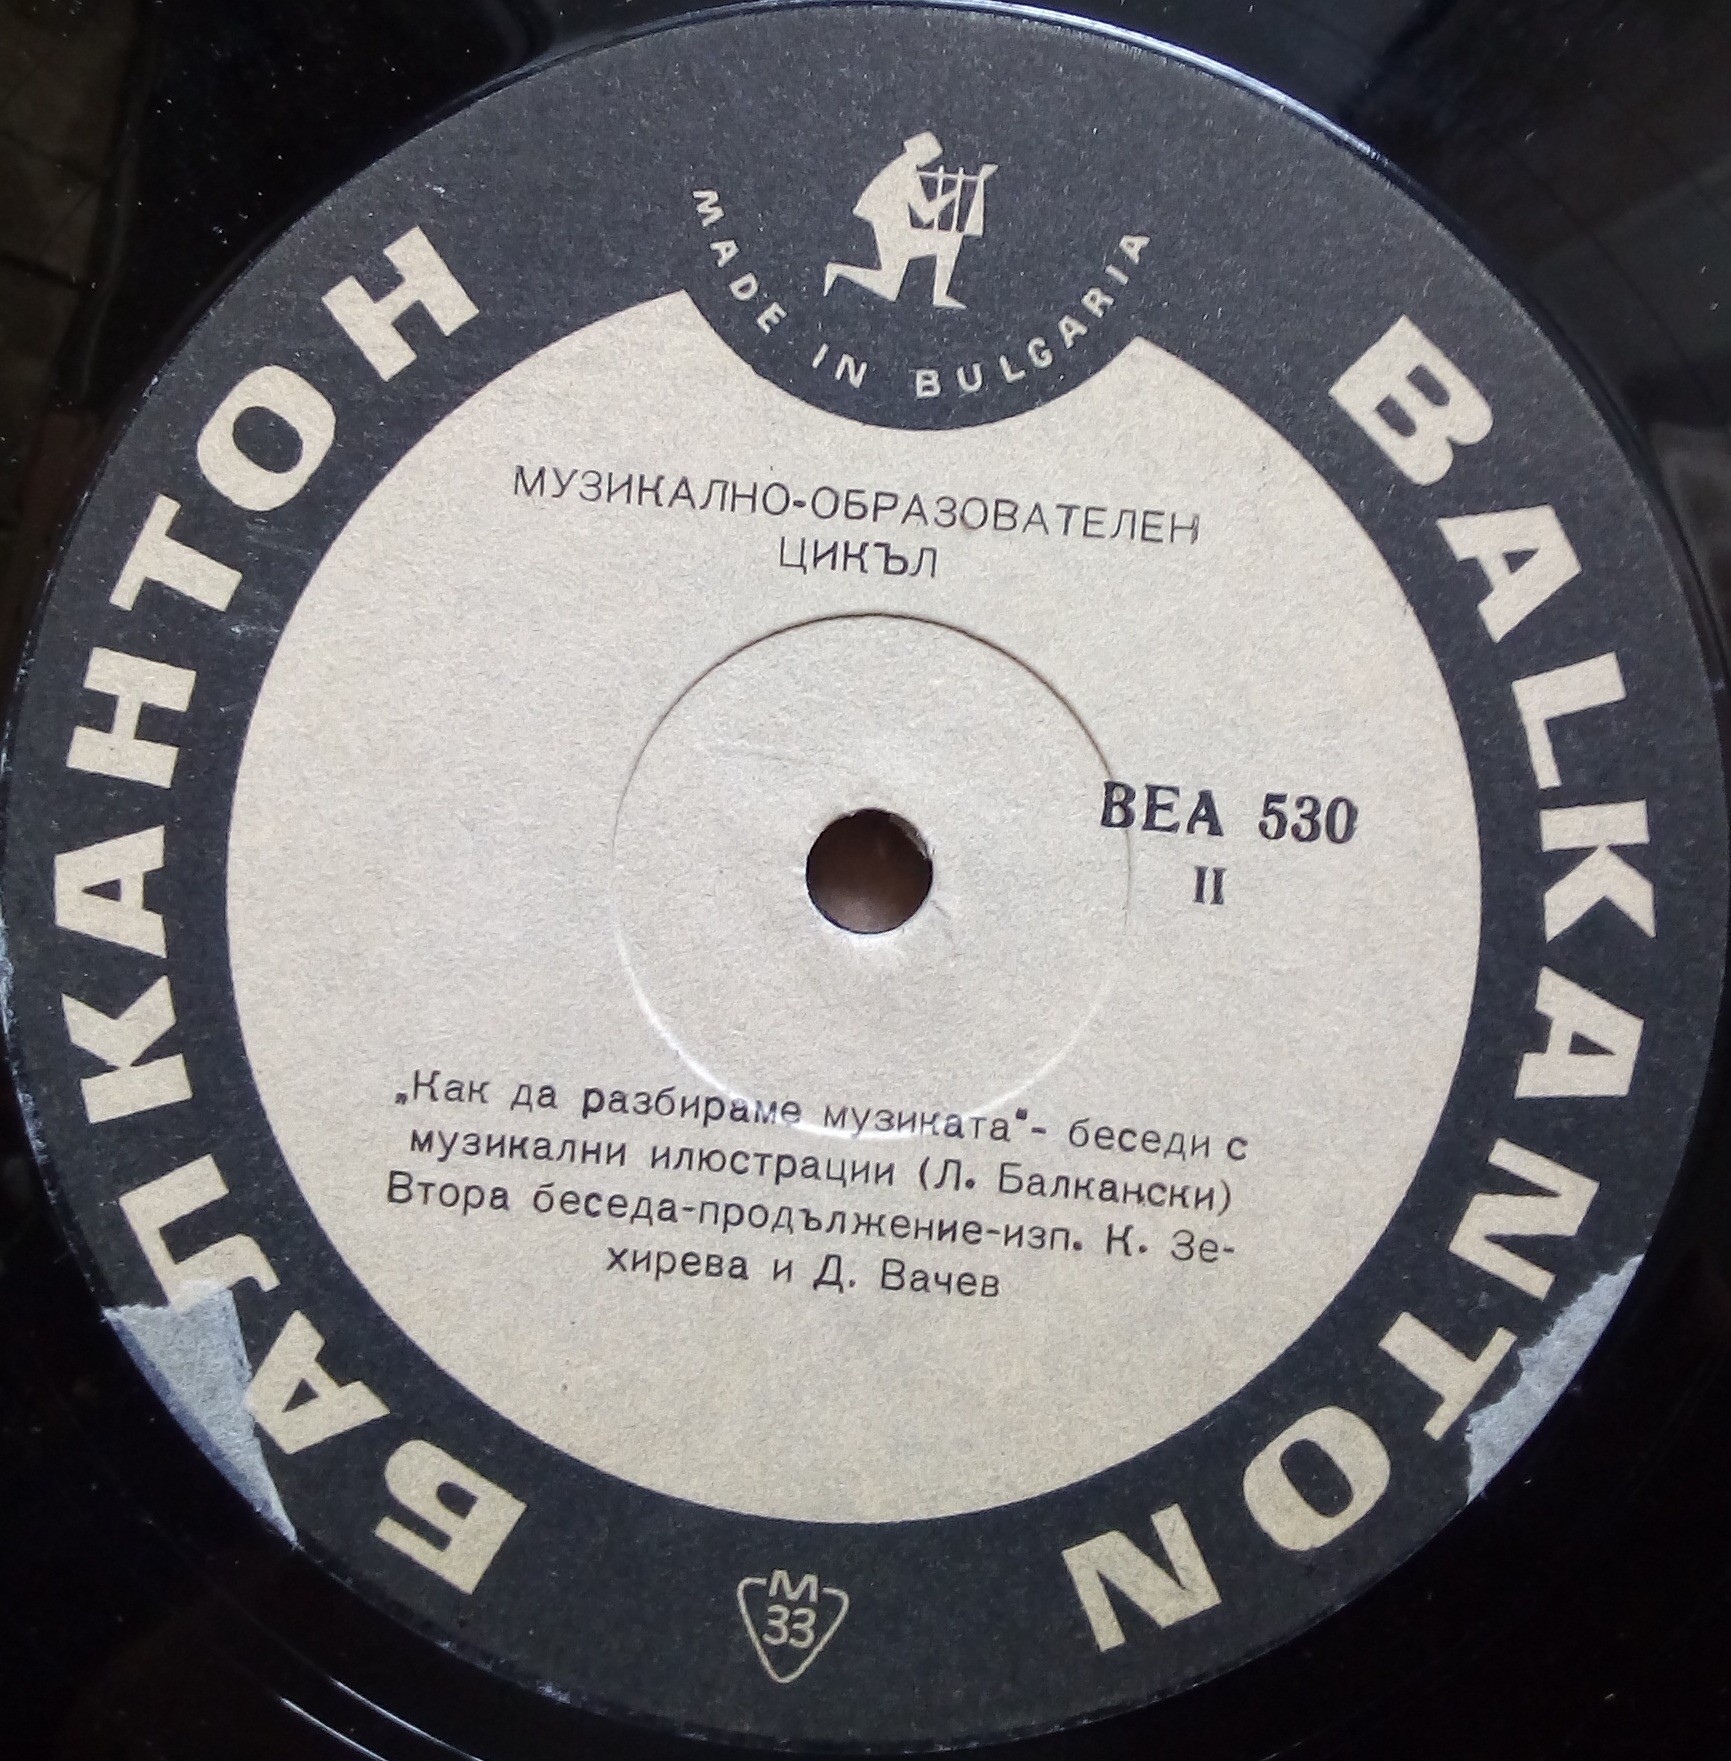 БАЛКАНТОН
BALKANTON
MADE IN BULGARIA
МУЗИКАЛНО-ОБРАЗОВАТЕЛЕН
ЦИКЪЛ
ВЕА 530
II
„Как да разбираме музиката"- беседи с
музикални илюстрации (Л. Балкански)
Втора беседа-продължение-изп. К. Зе-
хирева и Д. Вачев
М
33